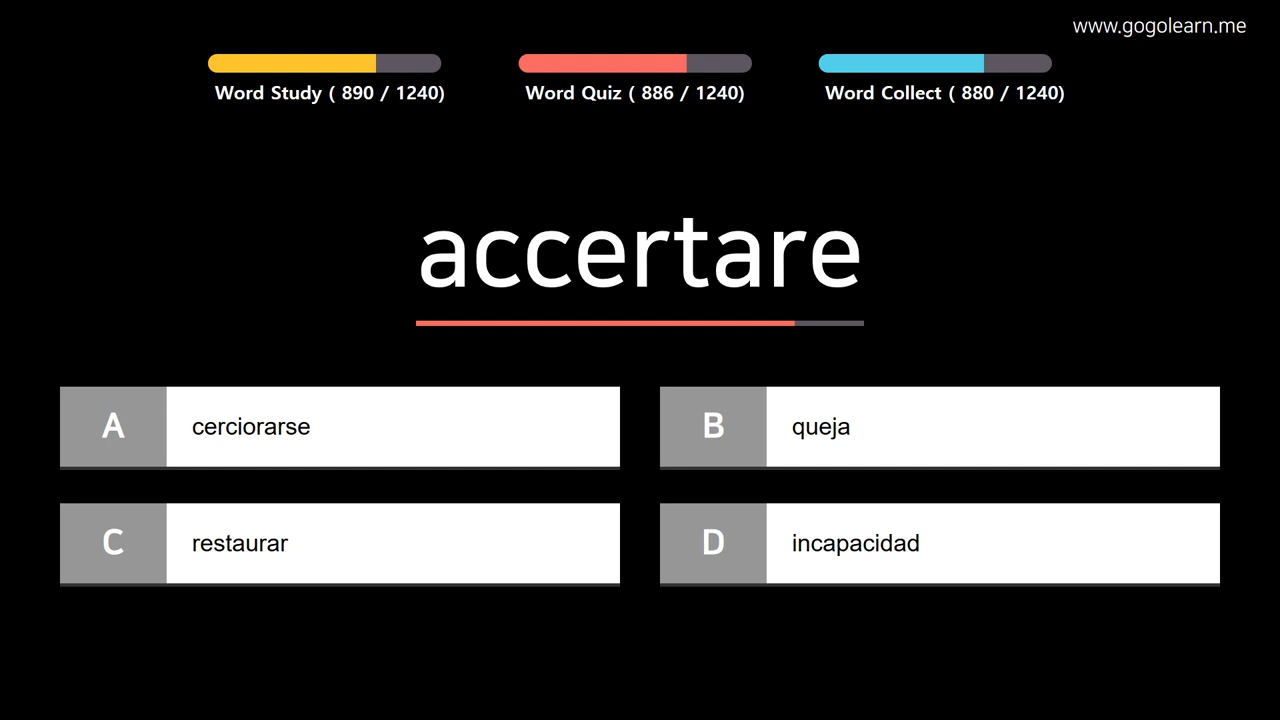 www.gogolearn.me
Word Study ( 890 / 1240)
Word Quiz ( 886 / 1240)
Word Collect ( 880 / 1240)
accertare
A cerciorarse
B queja
C restaurar
D incapacidad